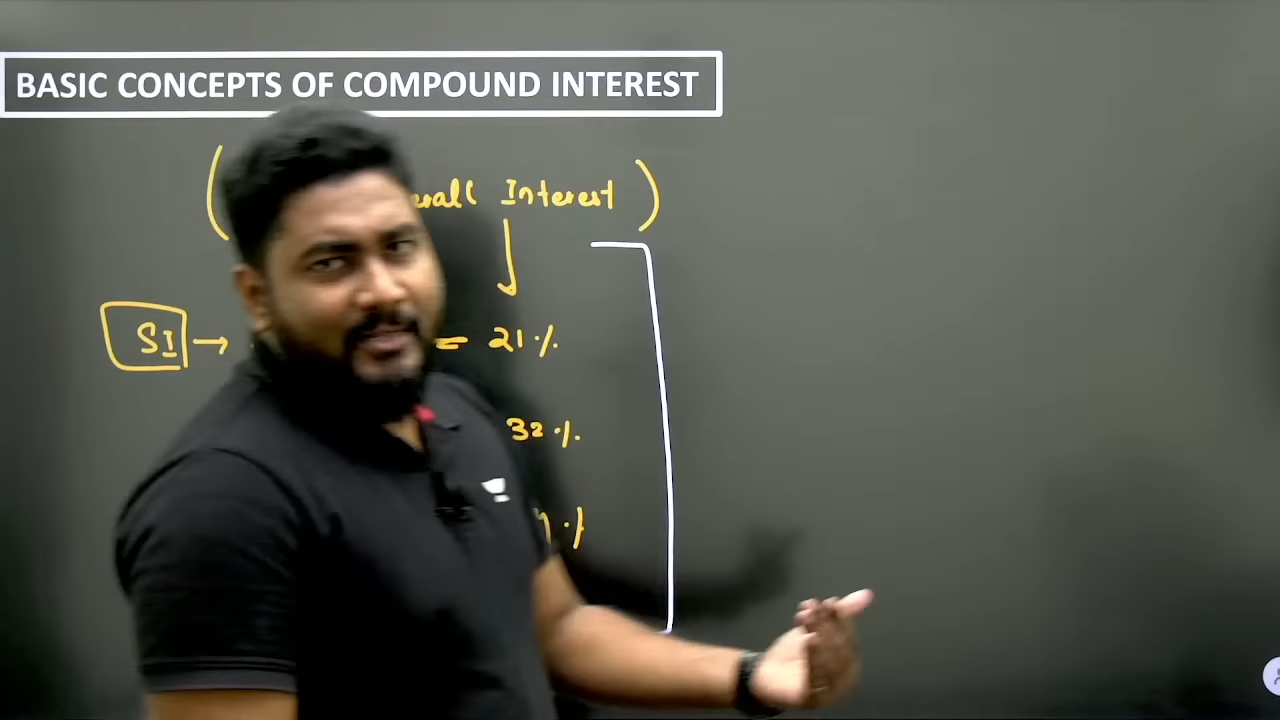 BASIC CONCEPTS OF COMPOUND INTEREST
Interest
SI → = 21%
32%
%